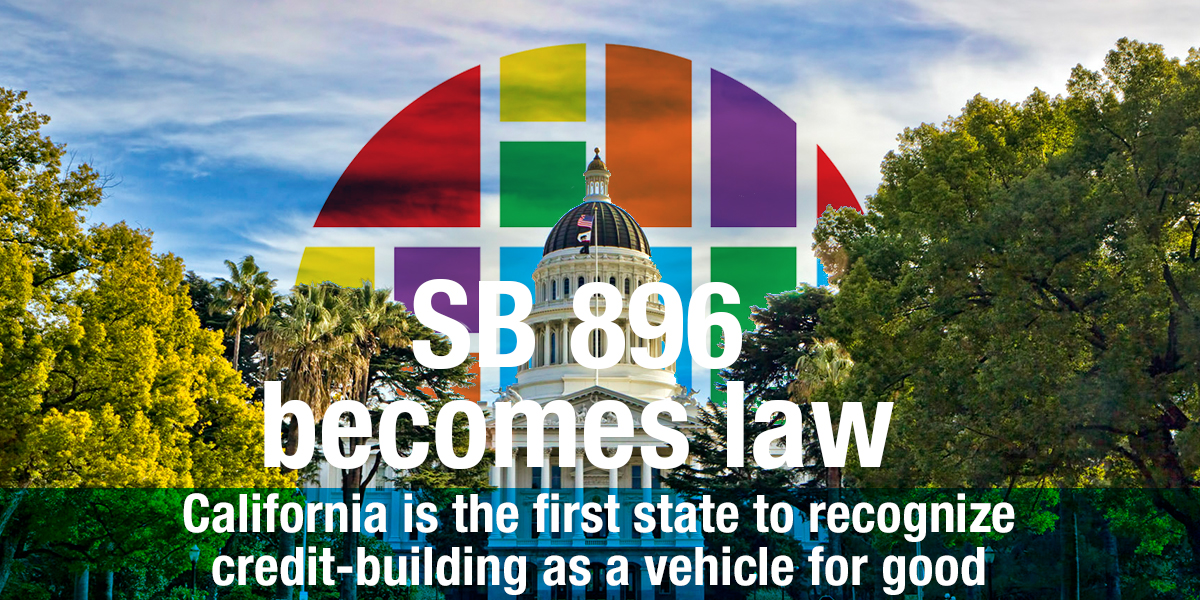 SB 896
becomes law
California is the first state to recognize
credit-building as a vehicle for good